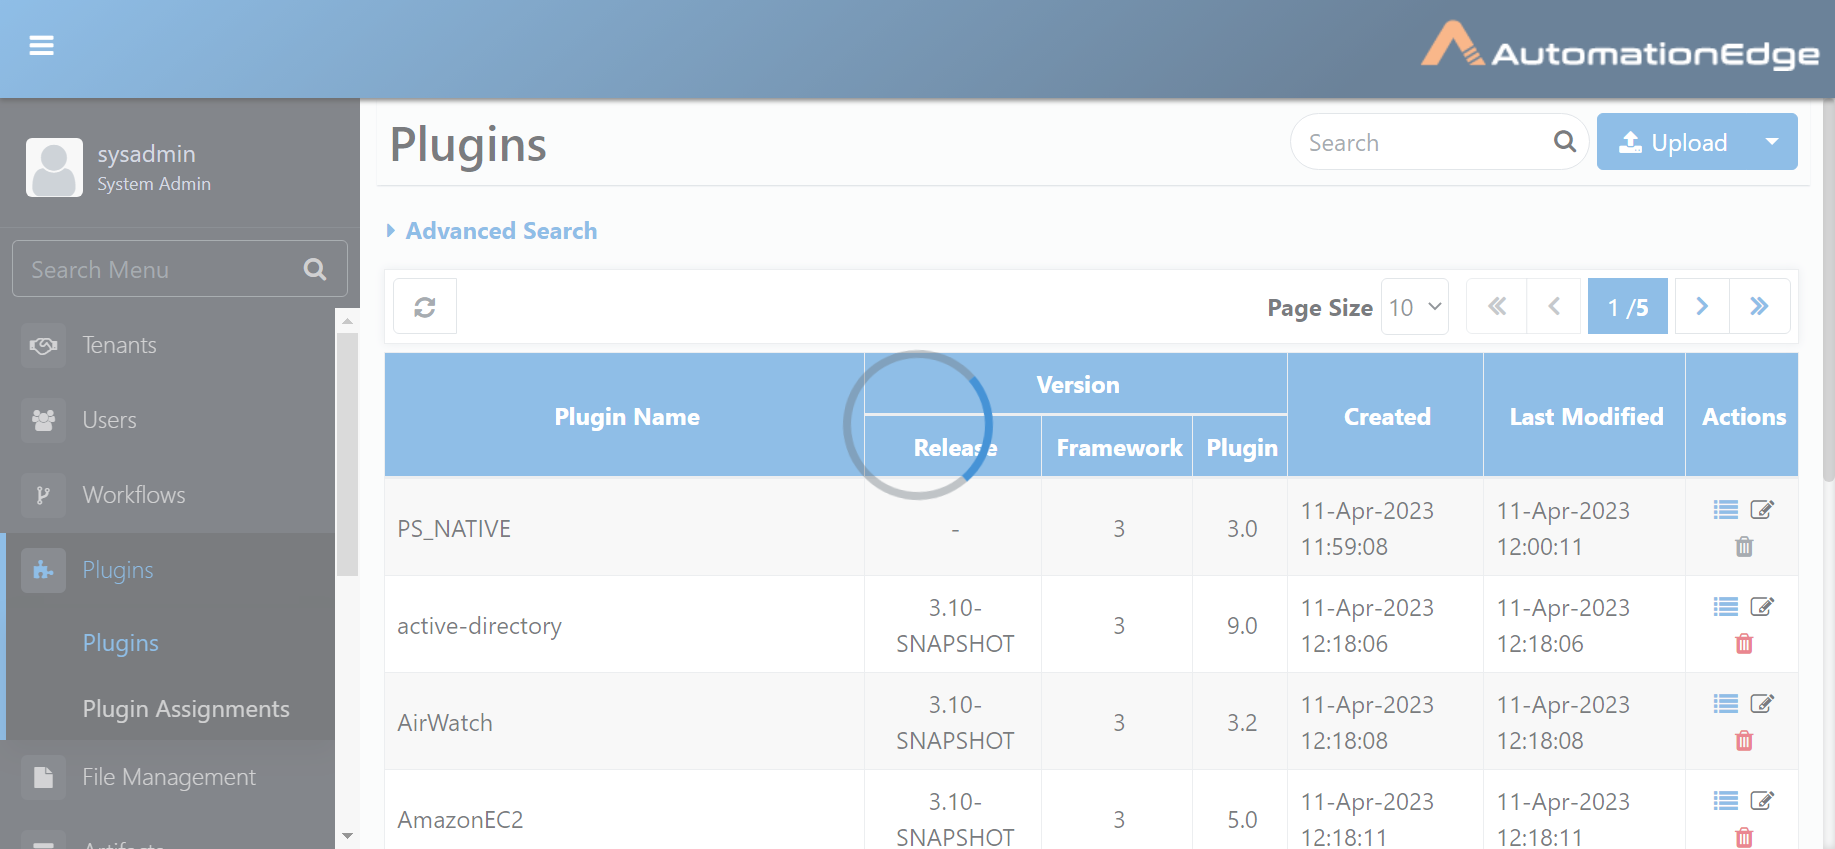 AutomationEdge
sysadmin
System Admin
Search Menu
Tenants
Users
Workflows
Plugins
Plugins
Plugin Assignments
File Management
Artifacts
Plugins
Search
Upload
Advanced Search
Page Size 10 1 /5
Plugin Name Version Created Last Modified Actions
Release Framework Plugin
PS_NATIVE - 3 3.0 11-Apr-2023 11:59:08 11-Apr-2023 12:00:11
active-directory 3.10-SNAPSHOT 3 9.0 11-Apr-2023 12:18:06 11-Apr-2023 12:18:06
AirWatch 3.10-SNAPSHOT 3 3.2 11-Apr-2023 12:18:08 11-Apr-2023 12:18:08
AmazonEC2 3.10-SNAPSHOT 3 5.0 11-Apr-2023 12:18:11 11-Apr-2023 12:18:11